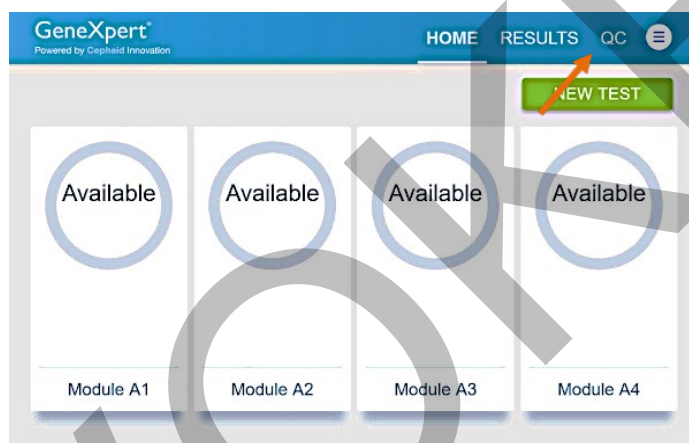 GeneXpert®
Powered by Cepheid Innovation
HOME RESULTS QC
NEW TEST
Available Available Available Available
Module A1 Module A2 Module A3 Module A4